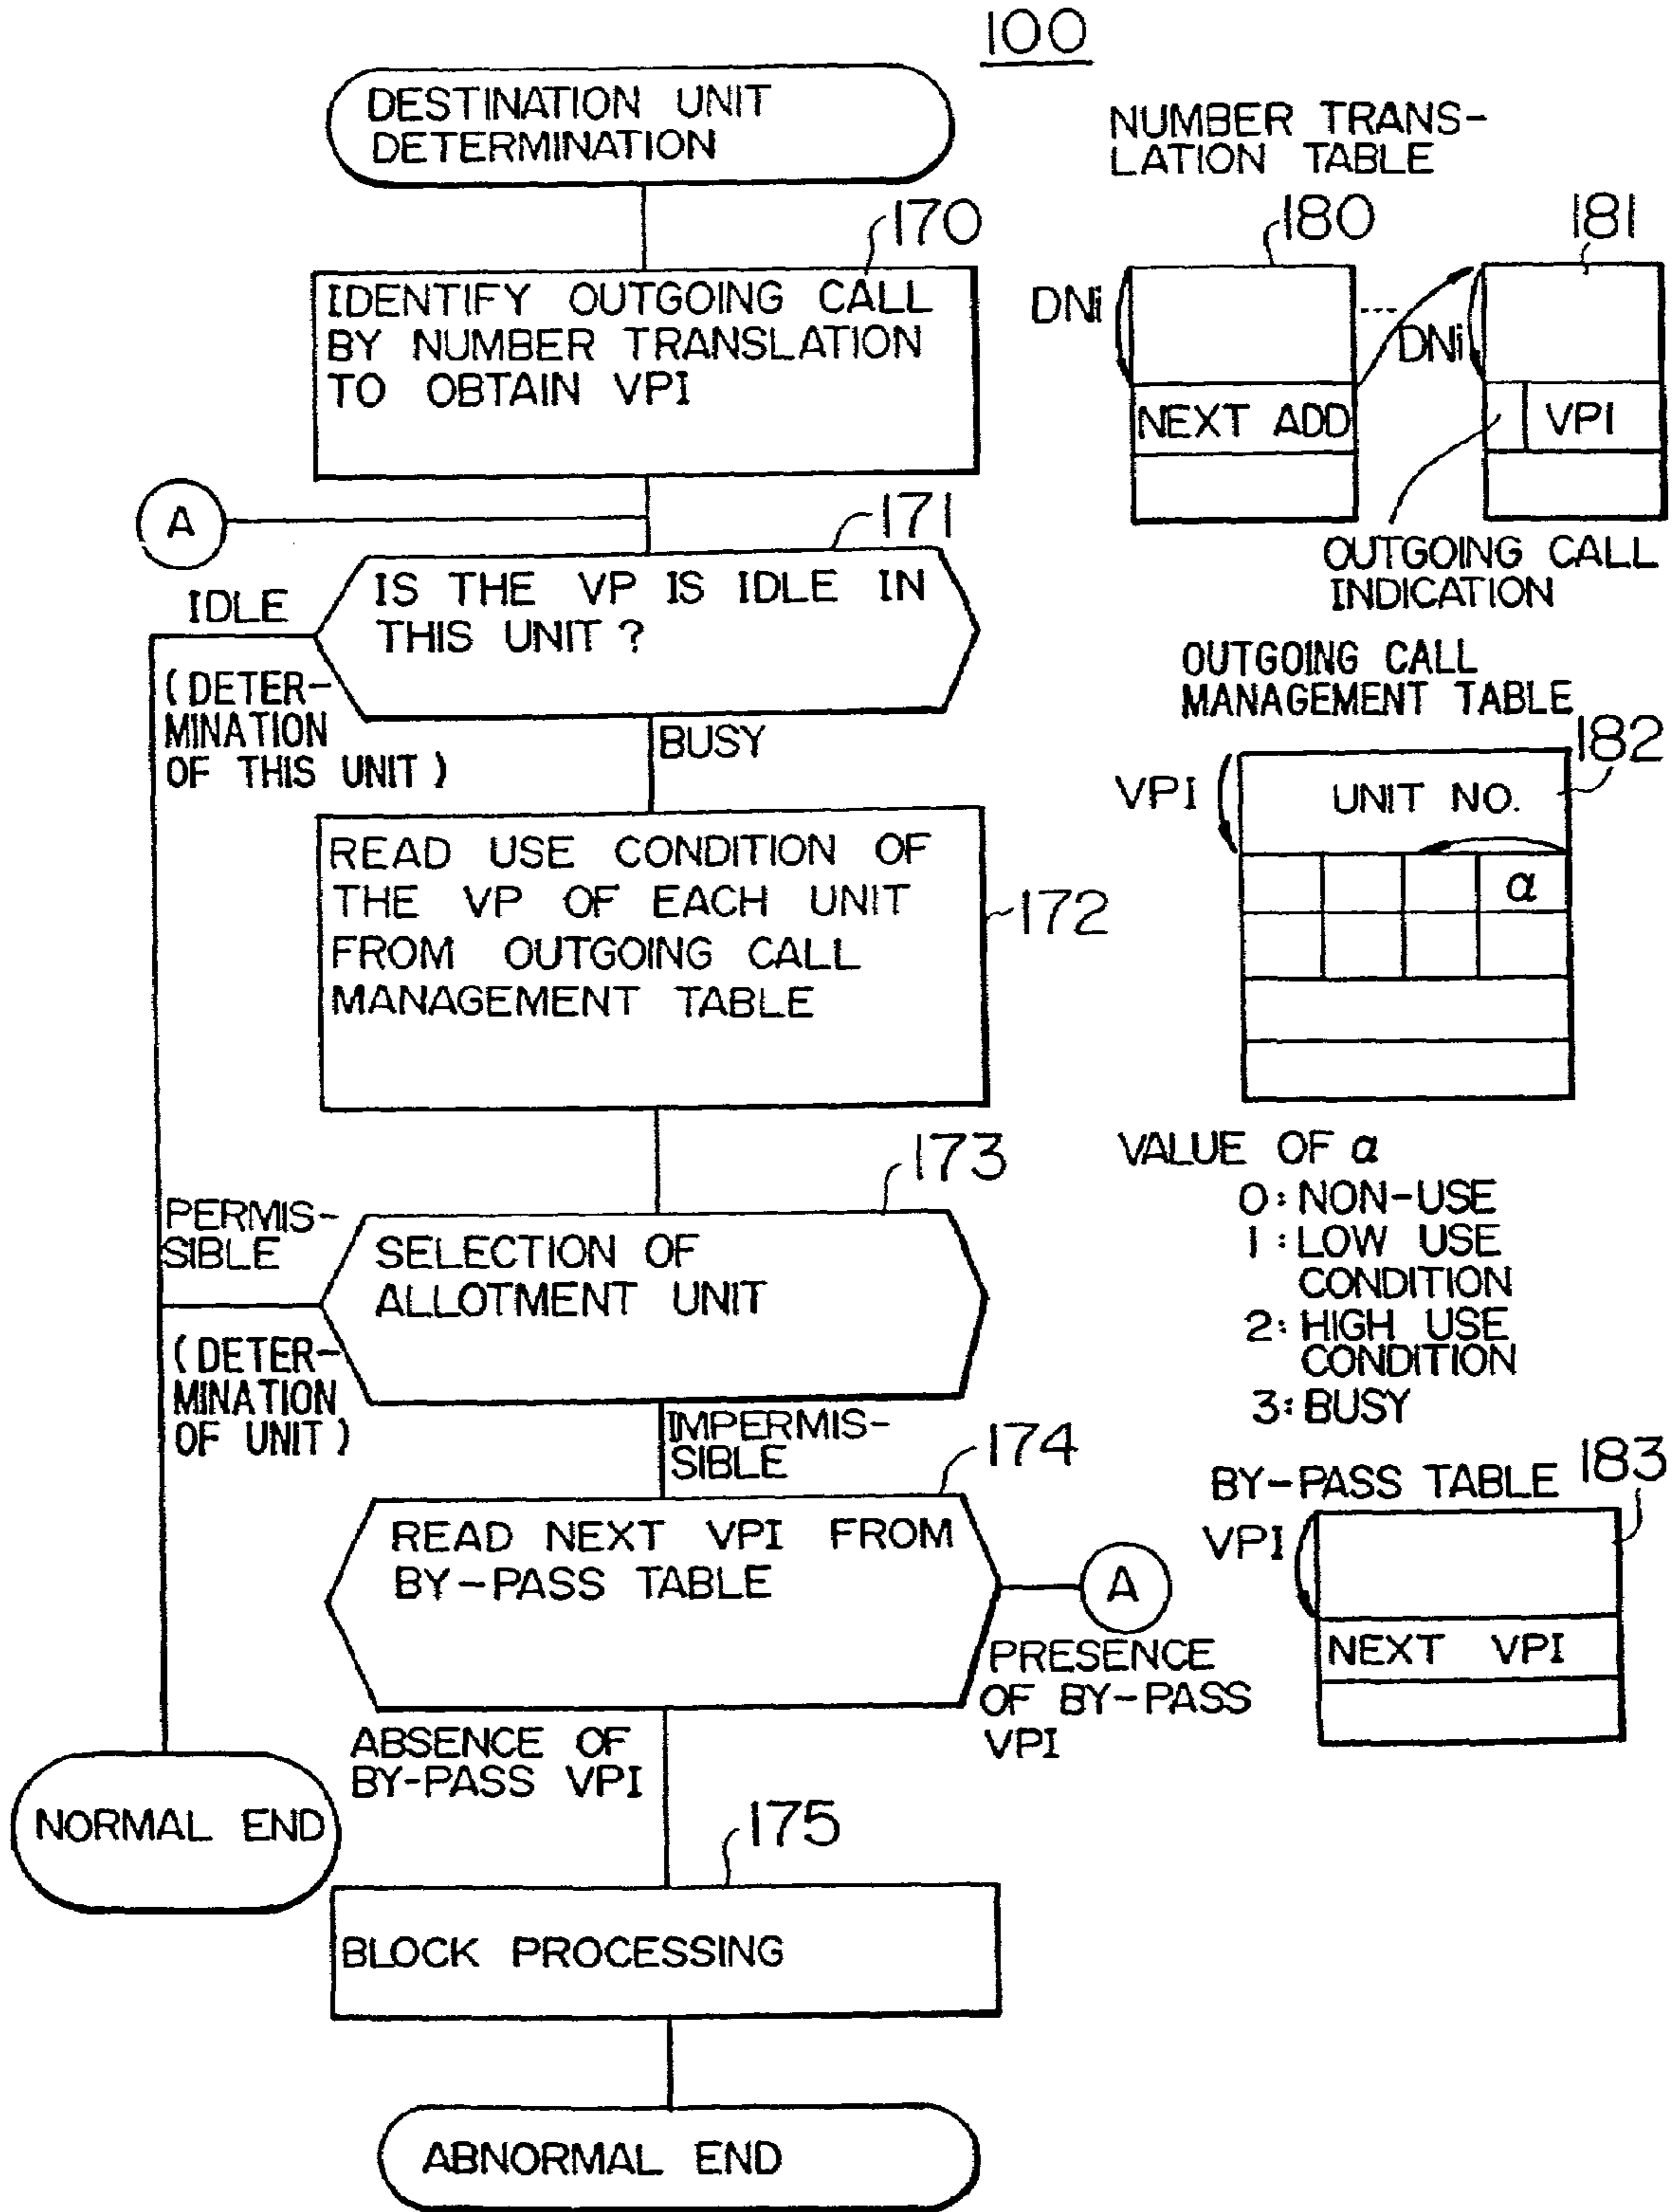 100
DESTINATION UNIT
DETERMINATION
170
IDENTIFY OUTGOING CALL
BY NUMBER TRANSLATION
TO OBTAIN VPI
A
171
IS THE VP IS IDLE IN
THIS UNIT ?
IDLE
(DETER-
MINATION
OF THIS UNIT)
BUSY
READ USE CONDITION OF
THE VP OF EACH UNIT
FROM OUTGOING CALL
MANAGEMENT TABLE
172
173
SELECTION OF
ALLOTMENT UNIT
PERMIS-
SIBLE
(DETER-
MINATION
OF UNIT)
IMPERMIS-
SIBLE
174
READ NEXT VPI FROM
BY-PASS TABLE
A
PRESENCE
OF BY-PASS
VPI
ABSENCE OF
BY-PASS VPI
NORMAL END
175
BLOCK PROCESSING
ABNORMAL END
NUMBER TRANS-
LATION TABLE
180
181
DNi
DNi
NEXT ADD
VPI
OUTGOING CALL
INDICATION
OUTGOING CALL
MANAGEMENT TABLE
182
VPI
UNIT NO.
α
VALUE OF α
0: NON-USE
1: LOW USE
CONDITION
2: HIGH USE
CONDITION
3: BUSY
BY-PASS TABLE
183
VPI
NEXT VPI